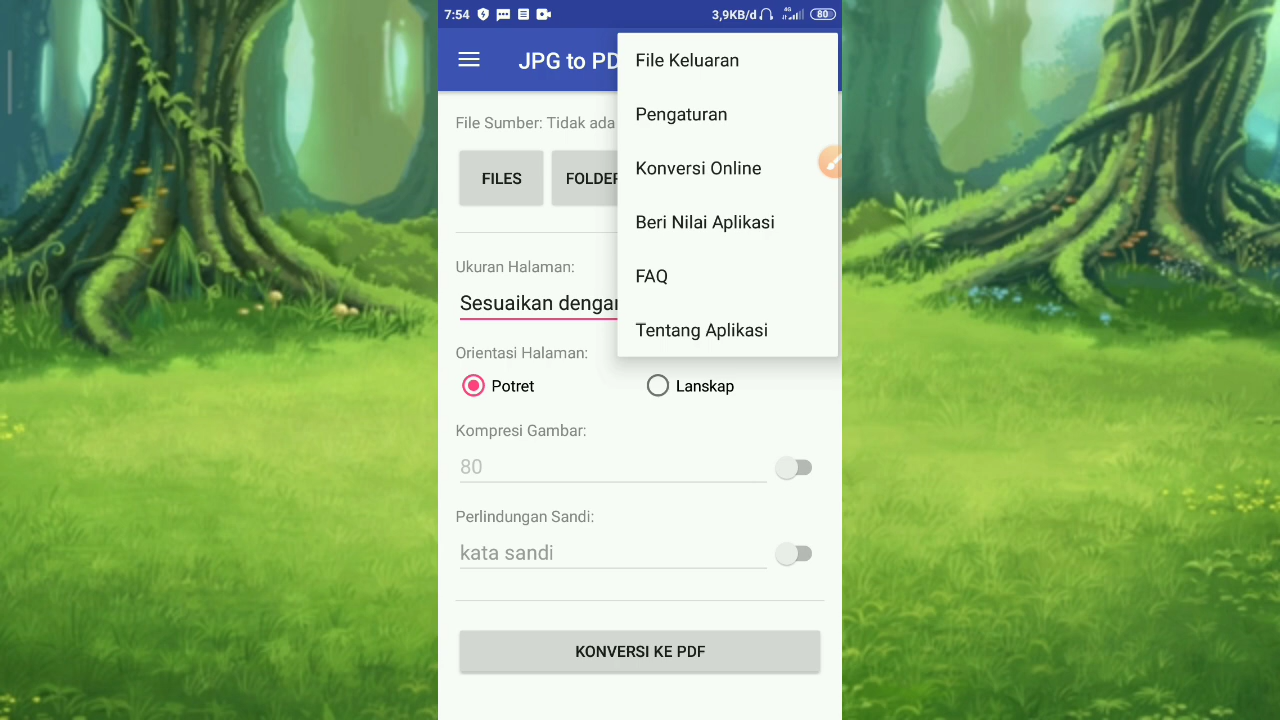 7:54 3,9KB/d 4G 80
JPG to PD
File Keluaran
Pengaturan
Konversi Online
Beri Nilai Aplikasi
FAQ
Tentang Aplikasi
File Sumber: Tidak ada
FILES FOLDER
Ukuran Halaman:
Sesuaikan dengan
Orientasi Halaman:
Potret Lanskap
Kompresi Gambar:
80
Perlindungan Sandi:
kata sandi
KONVERSI KE PDF